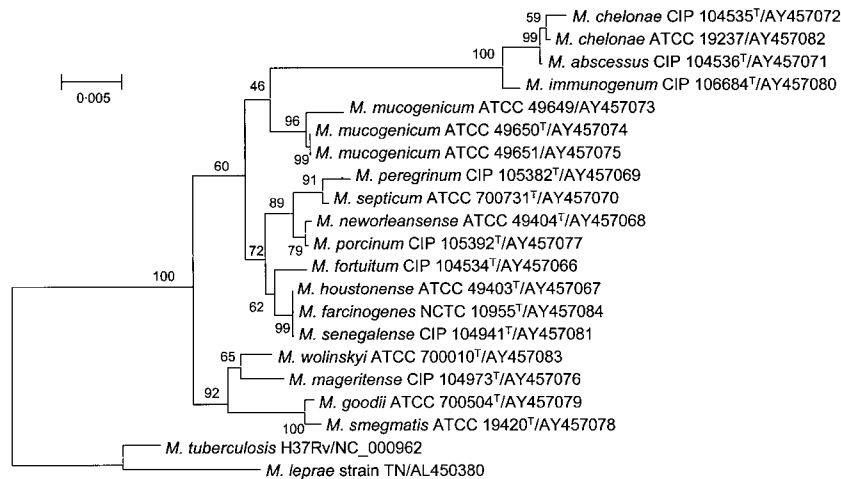 59
M. chelonae CIP 104535ᵀ/AY457072
99
M. chelonae ATCC 19237/AY457082
100
M. abscessus CIP 104536ᵀ/AY457071
M. immunogenum CIP 106684ᵀ/AY457080
0·005
46
M. mucogenicum ATCC 49649/AY457073
96
M. mucogenicum ATCC 49650ᵀ/AY457074
99
M. mucogenicum ATCC 49651/AY457075
60
M. peregrinum CIP 105382ᵀ/AY457069
91
M. septicum ATCC 700731ᵀ/AY457070
89
M. neworleansense ATCC 49404ᵀ/AY457068
79
M. porcinum CIP 105392ᵀ/AY457077
72
M. fortuitum CIP 104534ᵀ/AY457066
100
M. houstonense ATCC 49403ᵀ/AY457067
62
M. farcinogenes NCTC 10955ᵀ/AY457084
99
M. senegalense CIP 104941ᵀ/AY457081
65
M. wolinskyi ATCC 700010ᵀ/AY457083
M. mageritense CIP 104973ᵀ/AY457076
92
M. goodii ATCC 700504ᵀ/AY457079
100
M. smegmatis ATCC 19420ᵀ/AY457078
M. tuberculosis H37Rv/NC_000962
M. leprae strain TN/AL450380